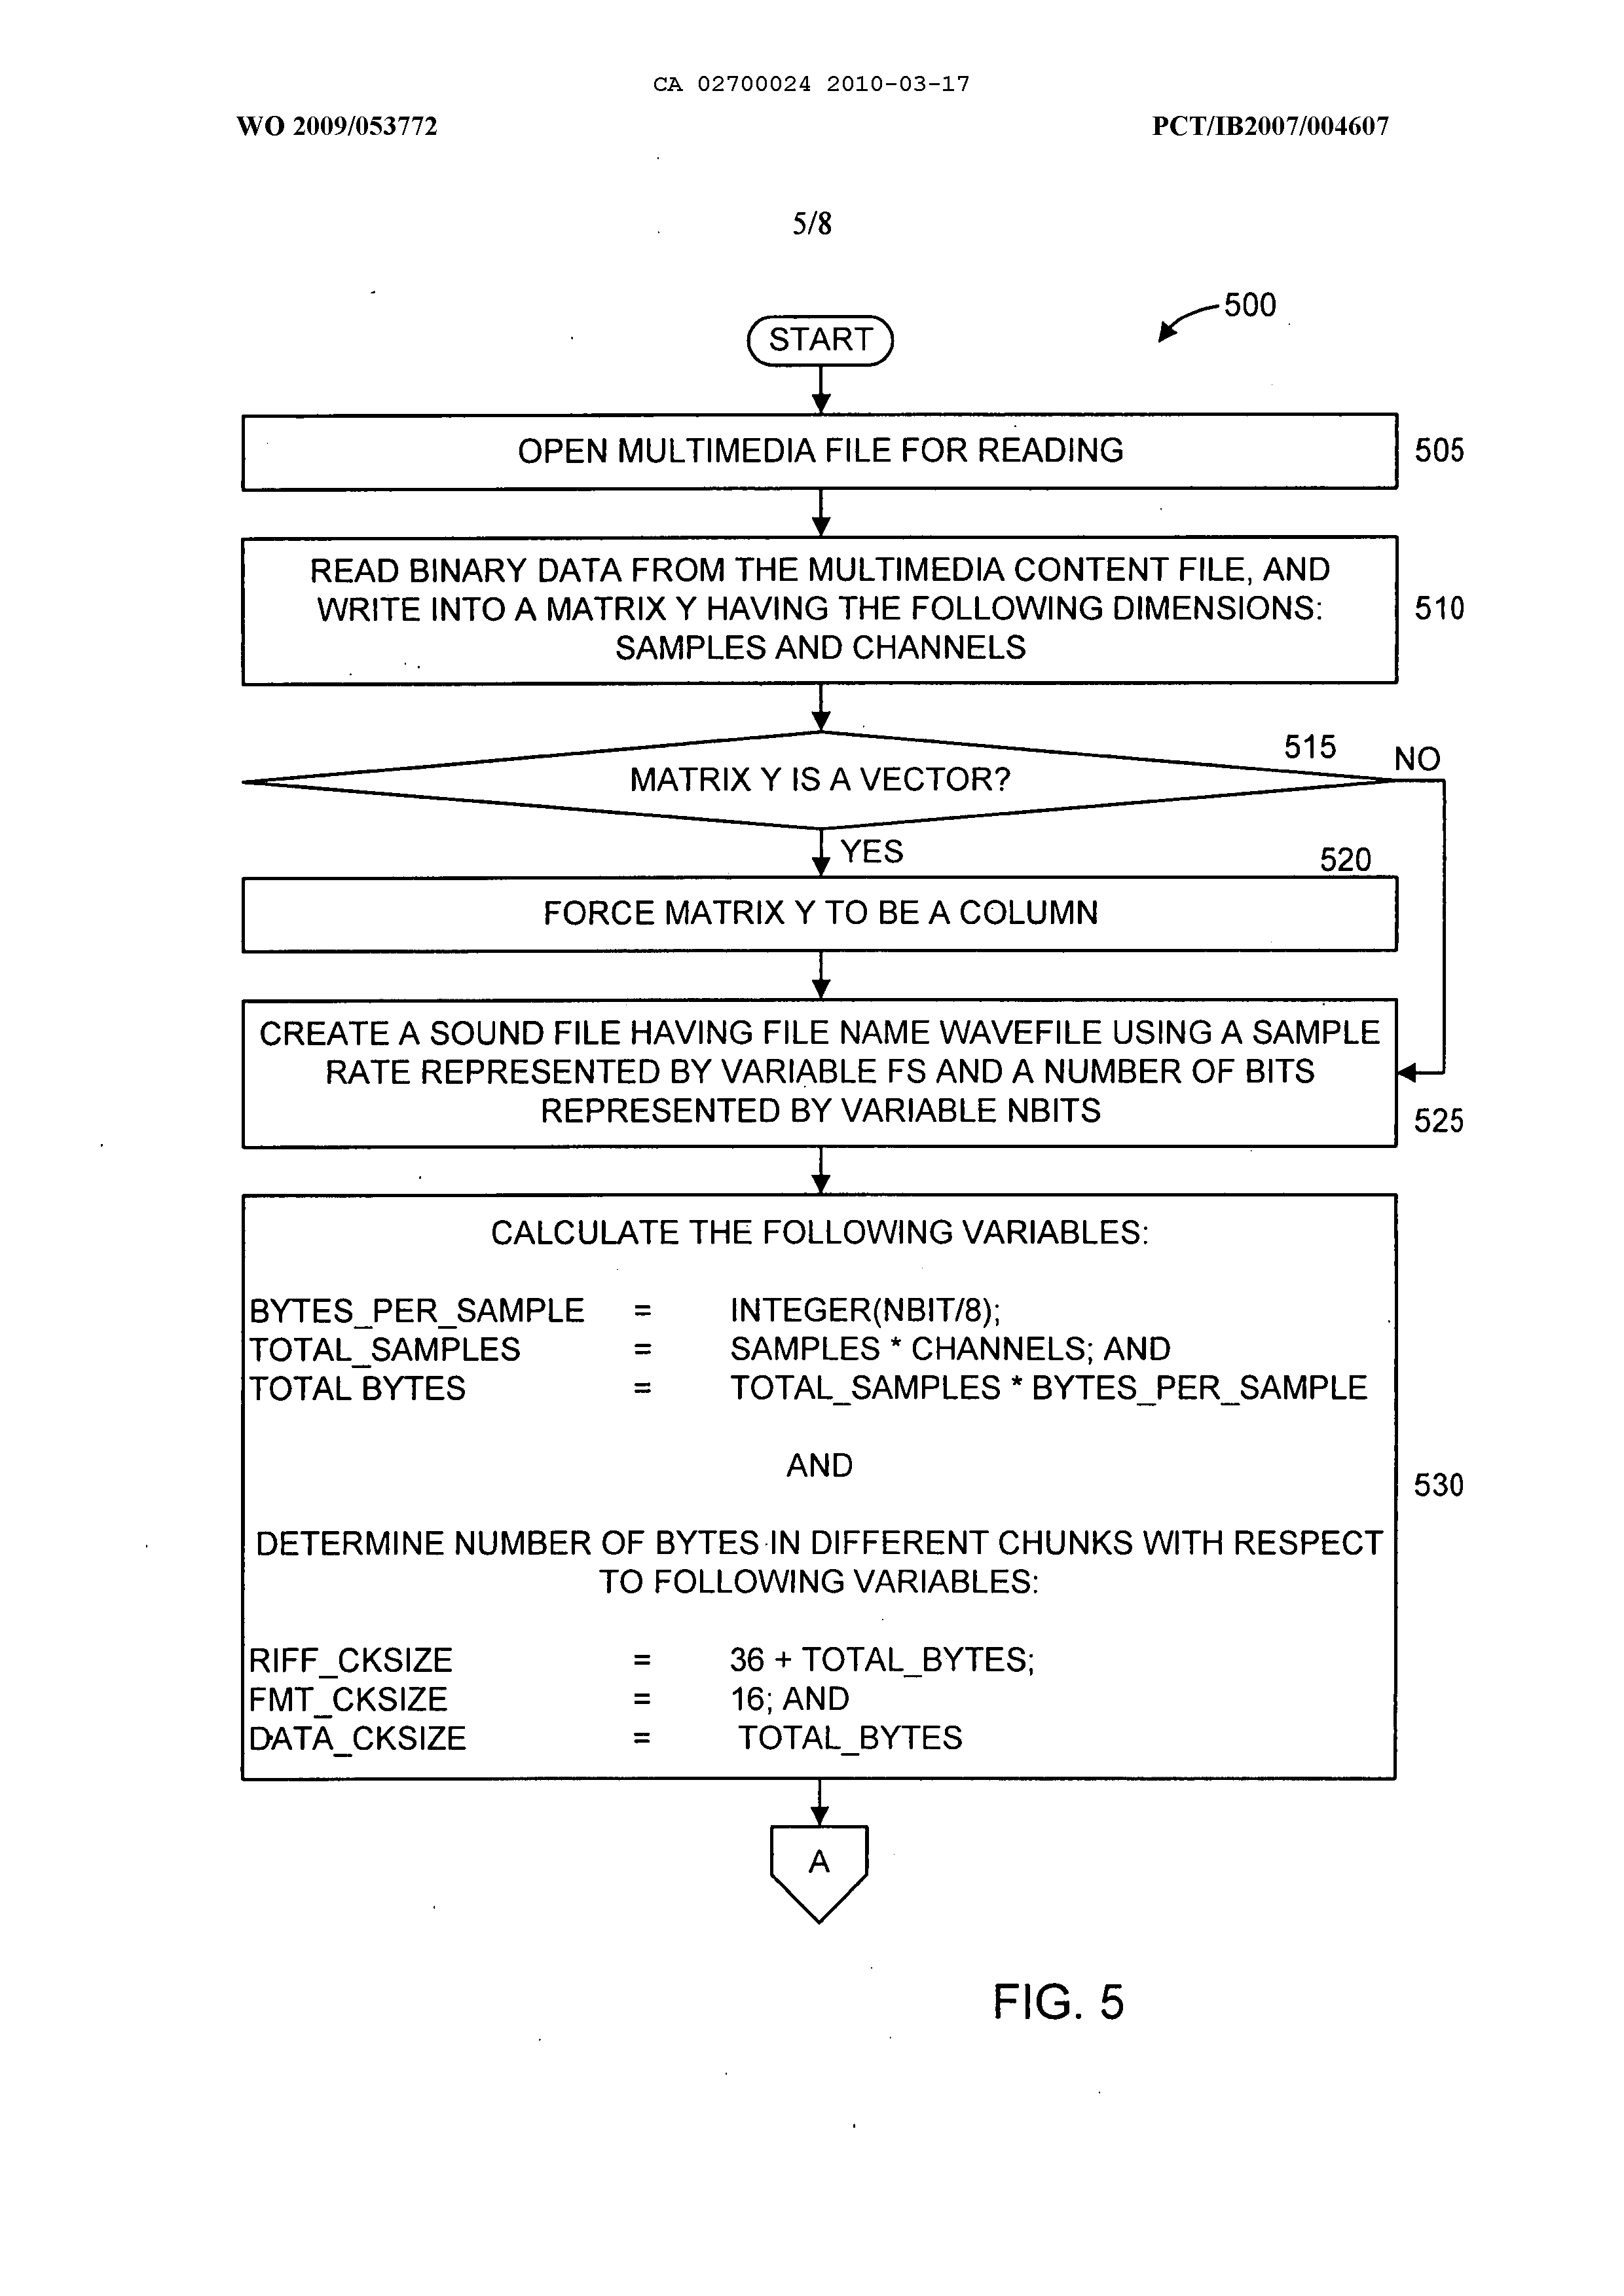 CA 02700024 2010-03-17
WO 2009/053772 PCT/IB2007/004607
5/8
500
START
OPEN MULTIMEDIA FILE FOR READING 505
READ BINARY DATA FROM THE MULTIMEDIA CONTENT FILE, AND
WRITE INTO A MATRIX Y HAVING THE FOLLOWING DIMENSIONS: 510
SAMPLES AND CHANNELS
515 NO
MATRIX Y IS A VECTOR?
YES
520
FORCE MATRIX Y TO BE A COLUMN
CREATE A SOUND FILE HAVING FILE NAME WAVEFILE USING A SAMPLE
RATE REPRESENTED BY VARIABLE FS AND A NUMBER OF BITS
REPRESENTED BY VARIABLE NBITS 525
CALCULATE THE FOLLOWING VARIABLES:
BYTES_PER_SAMPLE = INTEGER(NBIT/8);
TOTAL_SAMPLES = SAMPLES * CHANNELS; AND
TOTAL BYTES = TOTAL_SAMPLES * BYTES_PER_SAMPLE
AND
530
DETERMINE NUMBER OF BYTES IN DIFFERENT CHUNKS WITH RESPECT
TO FOLLOWING VARIABLES:
RIFF_CKSIZE = 36 + TOTAL_BYTES;
FMT_CKSIZE = 16; AND
DATA_CKSIZE = TOTAL_BYTES
A
FIG. 5